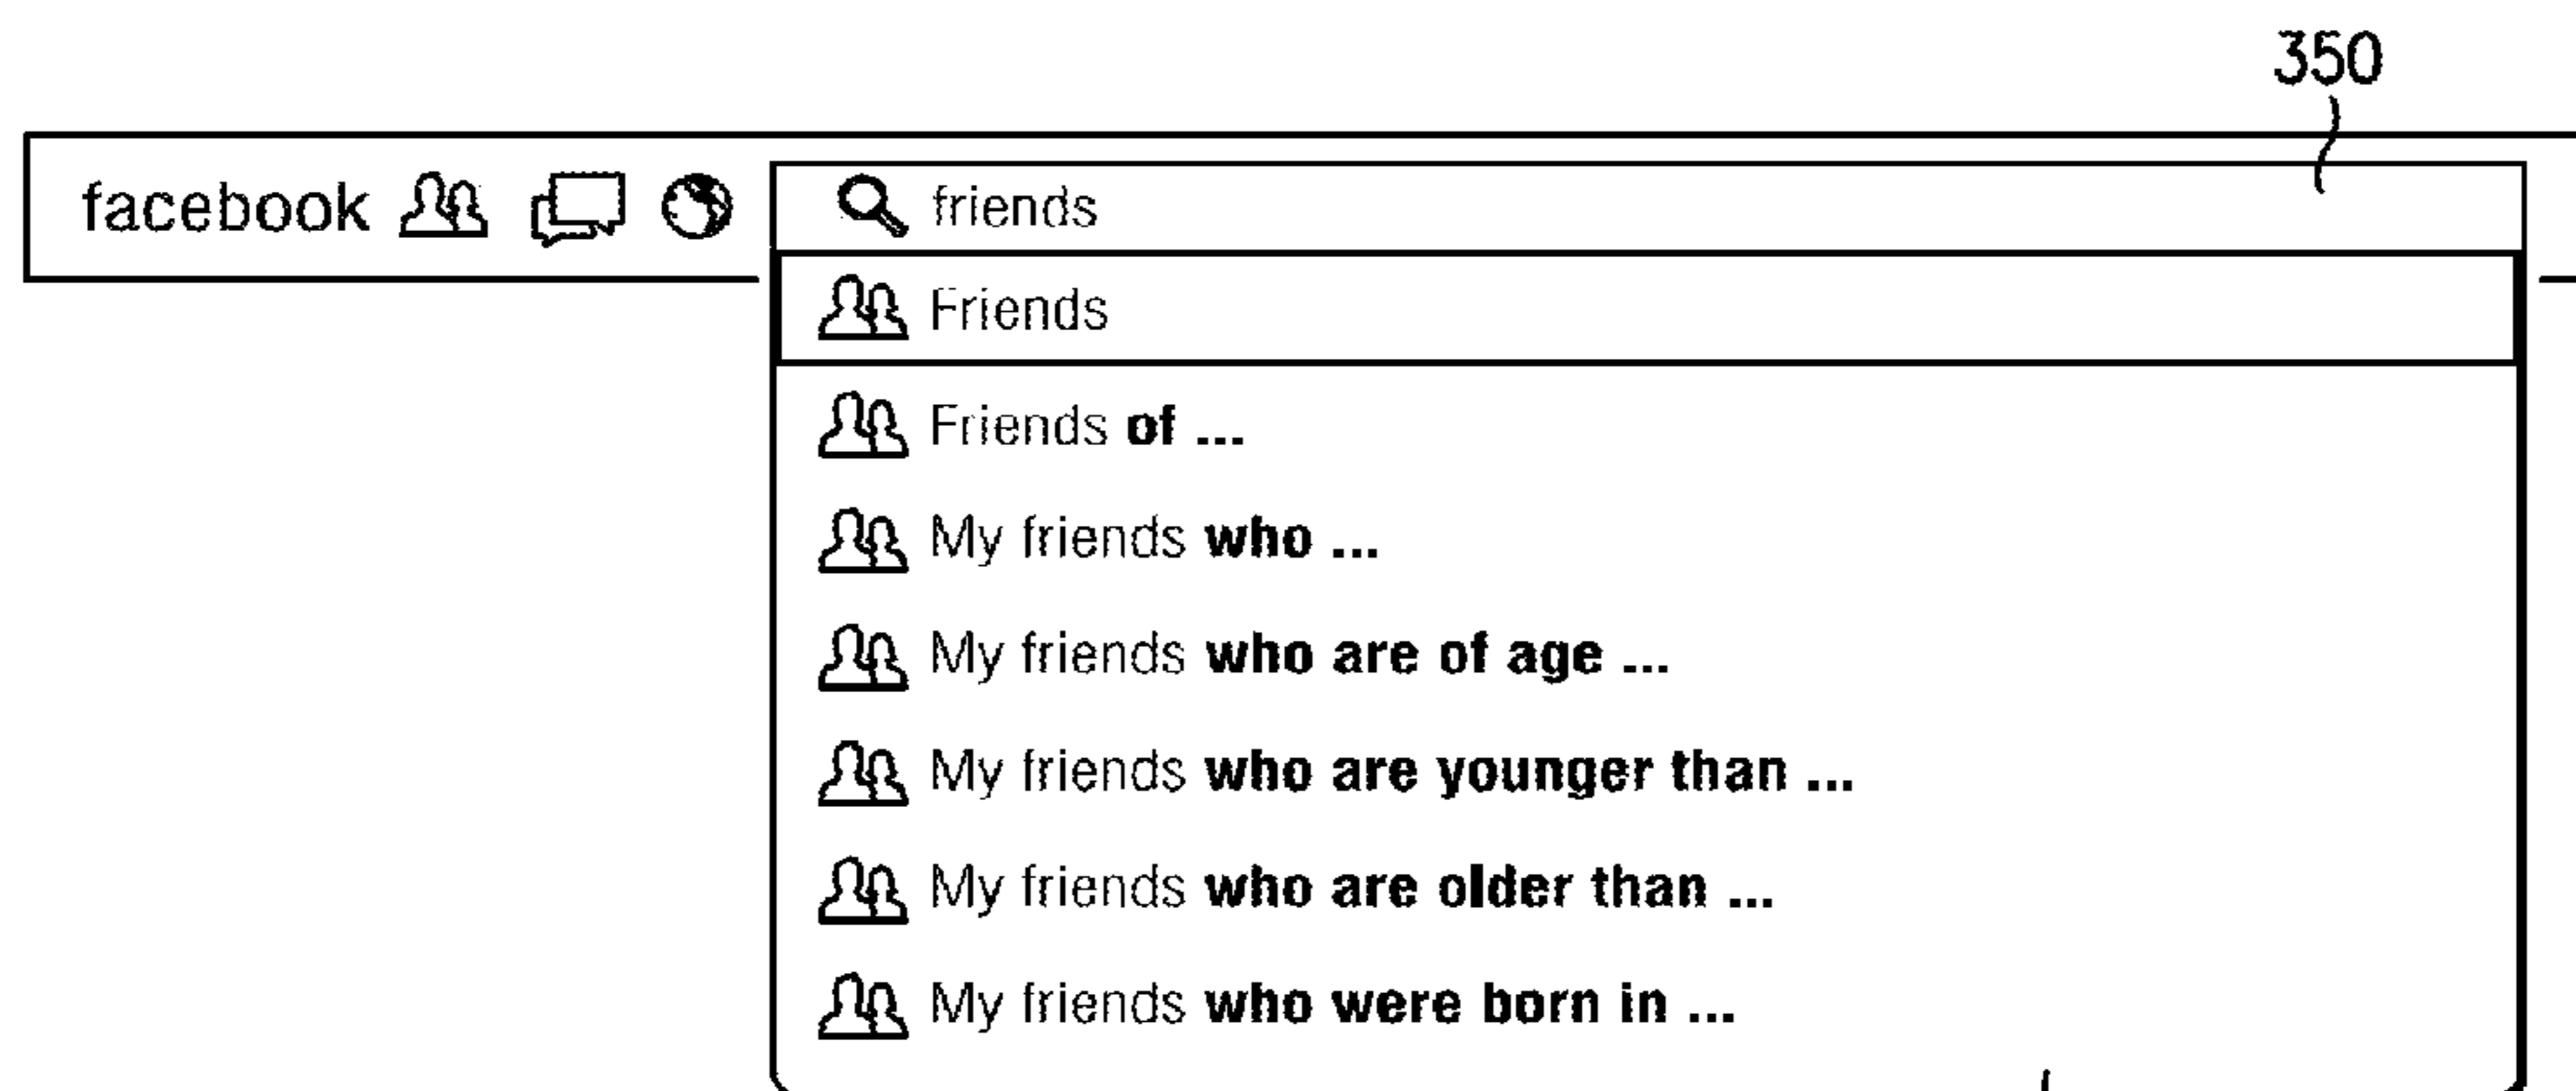 350
facebook friends
Friends
Friends of ...
My friends who ...
My friends who are of age ...
My friends who are younger than ...
My friends who are older than ...
My friends who were born in ...